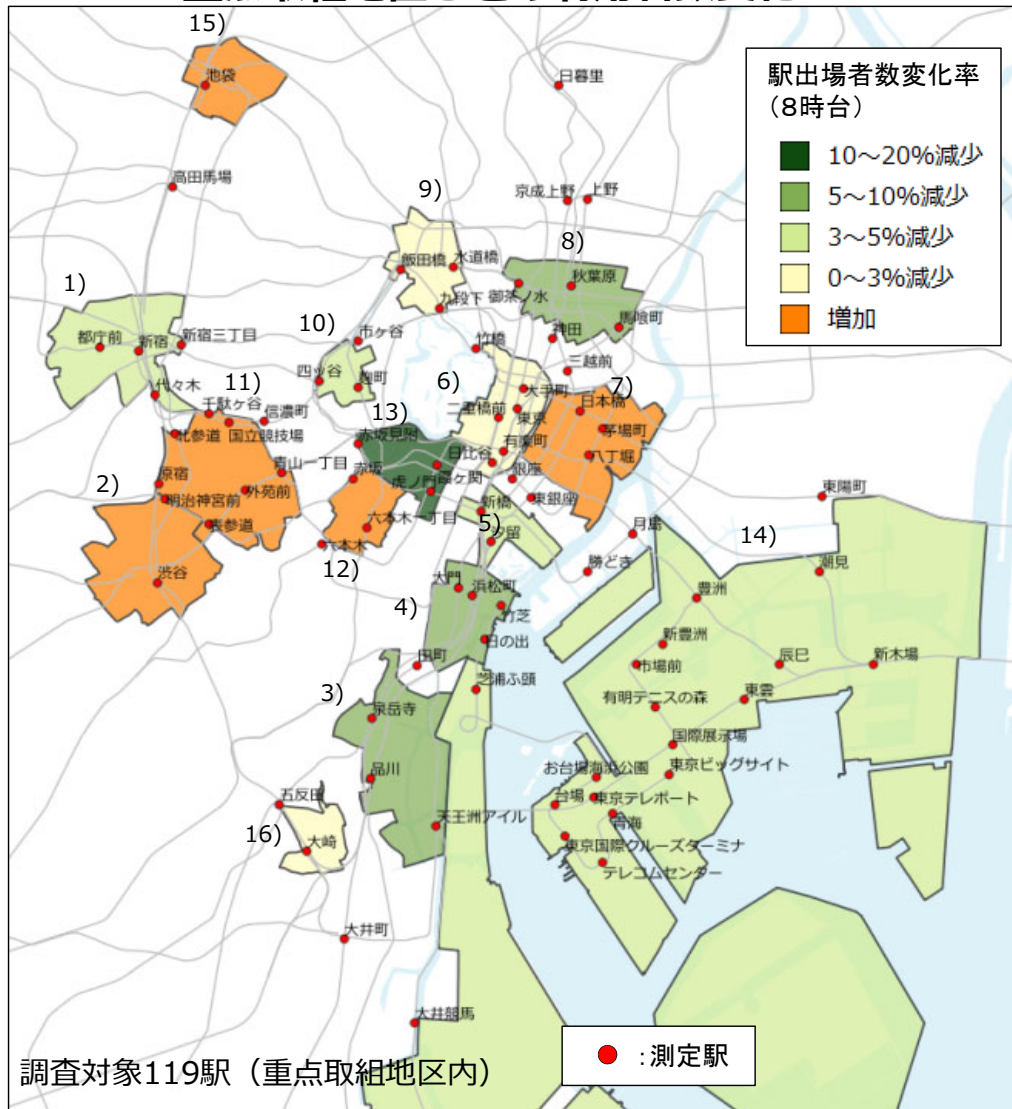 15)
池袋
日暮里
駅出場者数変化率
（８時台）
10～20%減少
5～10%減少
3～5%減少
0～3%減少
増加
高田馬場
9)
京成上野
上野
8)
飯田橋
水道橋
秋葉原
御茶ノ水
1)
九段下
馬喰町
10)
市ヶ谷
神田
都庁前
新宿
新宿三丁目
竹橋
三越前
四ッ谷
麹町
6)
大手町
7)
代々木
11)
日本橋
千駄ヶ谷
信濃町
13)
二重橋前
東京
茅場町
北参道
国立競技場
赤坂見附
有楽町
日比谷
八丁堀
青山一丁目
赤坂
霞ヶ関
銀座
2)
原宿
外苑前
虎ノ門
東銀座
東陽町
明治神宮前
新橋
表参道
六本木一丁目
5)
汐留
月島
14)
六本木
12)
勝どき
潮見
渋谷
大門
浜松町
豊洲
4)
竹芝
日の出
新豊洲
田町
市場前
辰巳
新木場
芝浦ふ頭
3)
有明テニスの森
東雲
泉岳寺
国際展示場
品川
お台場海浜公園
東京ビッグサイト
五反田
台場
東京テレポート
天王洲アイル
青海
16)
大崎
東京国際クルーズターミナ
テレコムセンター
大井町
大井競馬
調査対象119駅（重点取組地区内）
：測定駅